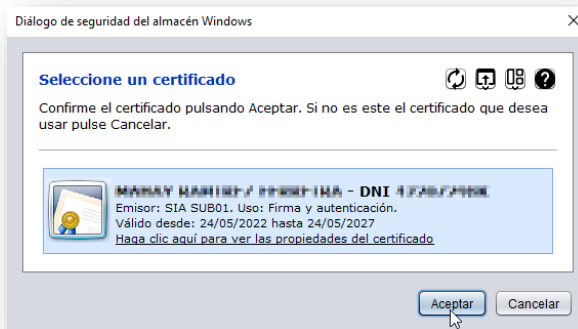 Diálogo de seguridad del almacén Windows
Seleccione un certificado
Confirme el certificado pulsando Aceptar. Si no es este el certificado que desea
usar pulse Cancelar.
- DNI
Emisor: SIA SUB01. Uso: Firma y autenticación.
Válido desde: 24/05/2022 hasta 24/05/2027
Haga clic aquí para ver las propiedades del certificado
Aceptar Cancelar